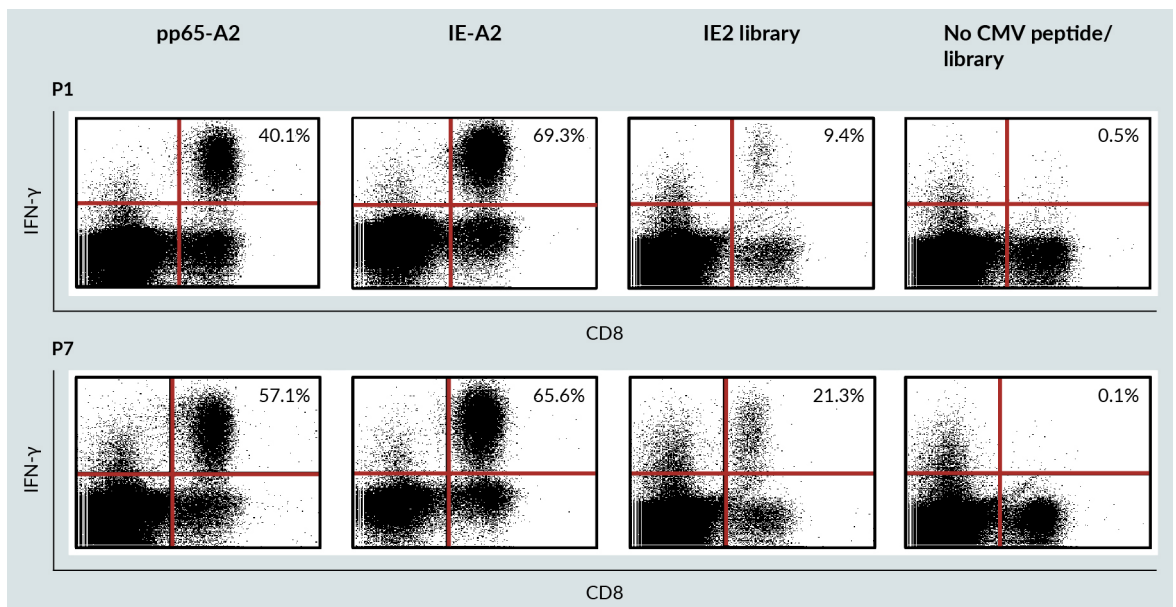 pp65-A2
IE-A2
IE2 library
No CMV peptide/
library
P1
IFN-γ
40.1%
69.3%
9.4%
0.5%
CD8
P7
IFN-γ
57.1%
65.6%
21.3%
0.1%
CD8